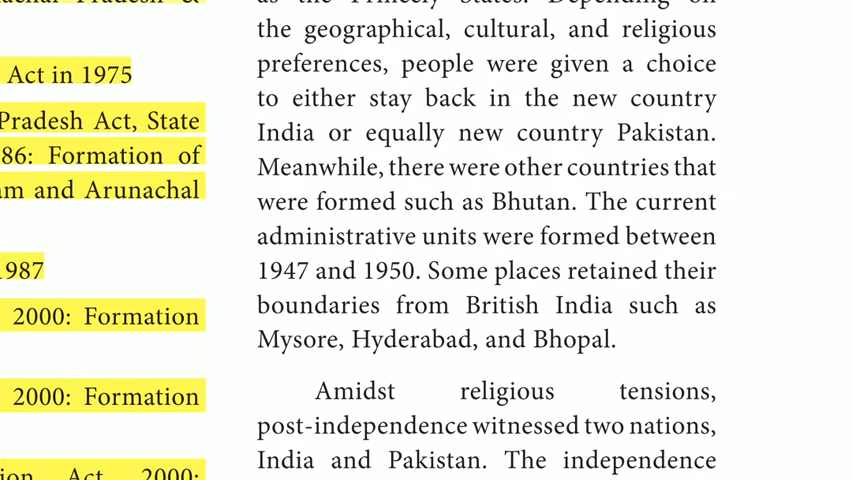 Act in 1975
Pradesh Act, State
86: Formation of
am and Arunachal
1987
2000: Formation
2000: Formation
Act, 2000:
as the Princely States. Depending on
the geographical, cultural, and religious
preferences, people were given a choice
to either stay back in the new country
India or equally new country Pakistan.
Meanwhile, there were other countries that
were formed such as Bhutan. The current
administrative units were formed between
1947 and 1950. Some places retained their
boundaries from British India such as
Mysore, Hyderabad, and Bhopal.
Amidst religious tensions,
post-independence witnessed two nations,
India and Pakistan. The independence